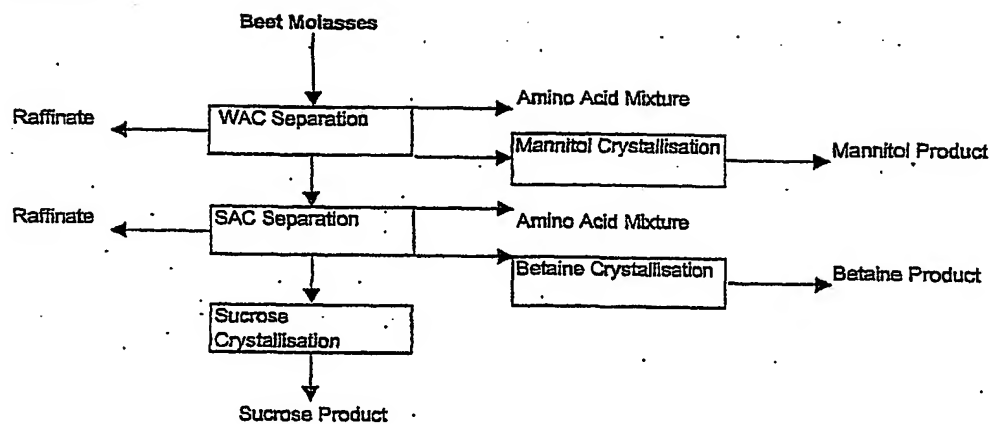 Beet Molasses
Raffinate
WAC Separation
Amino Acid Mixture
Mannitol Crystallisation
Mannitol Product
Raffinate
SAC Separation
Amino Acid Mixture
Betaine Crystallisation
Betaine Product
Sucrose
Crystallisation
Sucrose Product